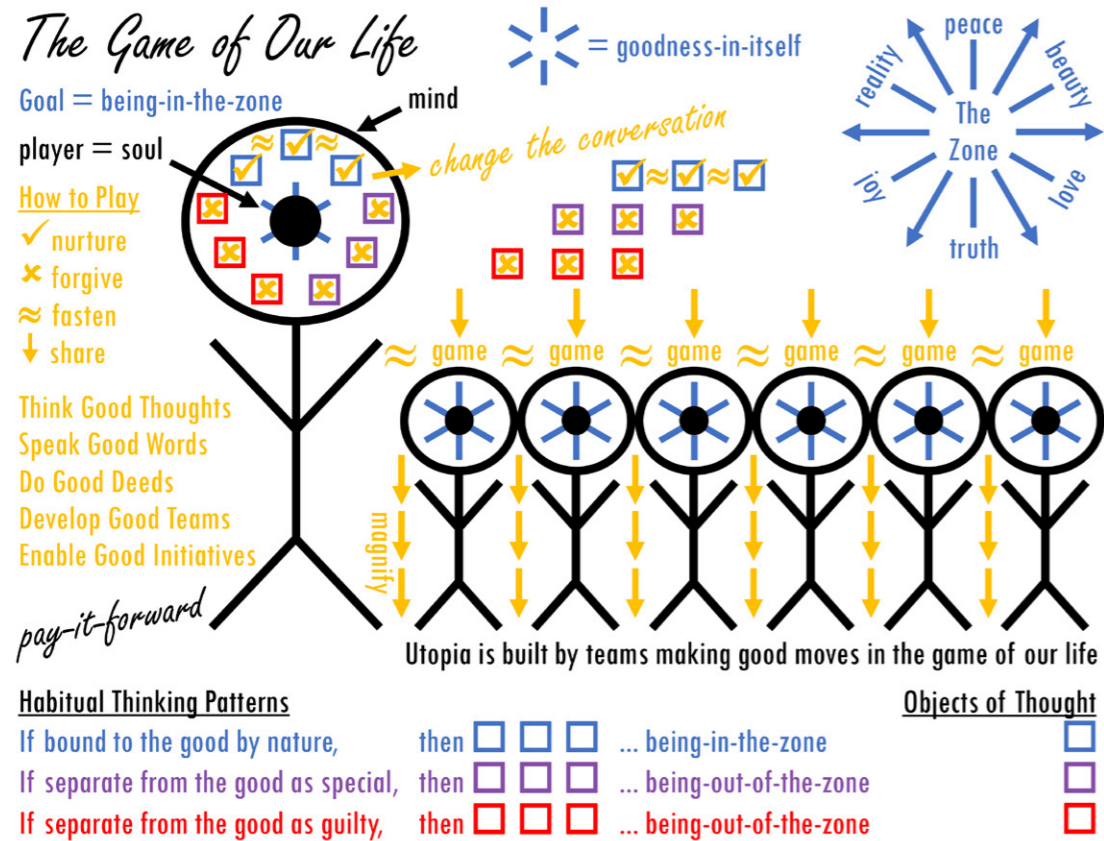 The Game of Our Life
= goodness-in-itself
Goal = being-in-the-zone
mind
player = soul
change the conversation
peace
beauty
love
truth
joy
reality
The
Zone
How to Play
✓ nurture
✘ forgive
≈ fasten
↓ share
Think Good Thoughts
Speak Good Words
Do Good Deeds
Develop Good Teams
Enable Good Initiatives
pay-it-forward
≈ game ≈ game ≈ game ≈ game ≈ game ≈ game
magnify
Utopia is built by teams making good moves in the game of our life
Habitual Thinking Patterns
Objects of Thought
If bound to the good by nature, then □ □ □ ... being-in-the-zone
If separate from the good as special, then □ □ □ ... being-out-of-the-zone
If separate from the good as guilty, then □ □ □ ... being-out-of-the-zone